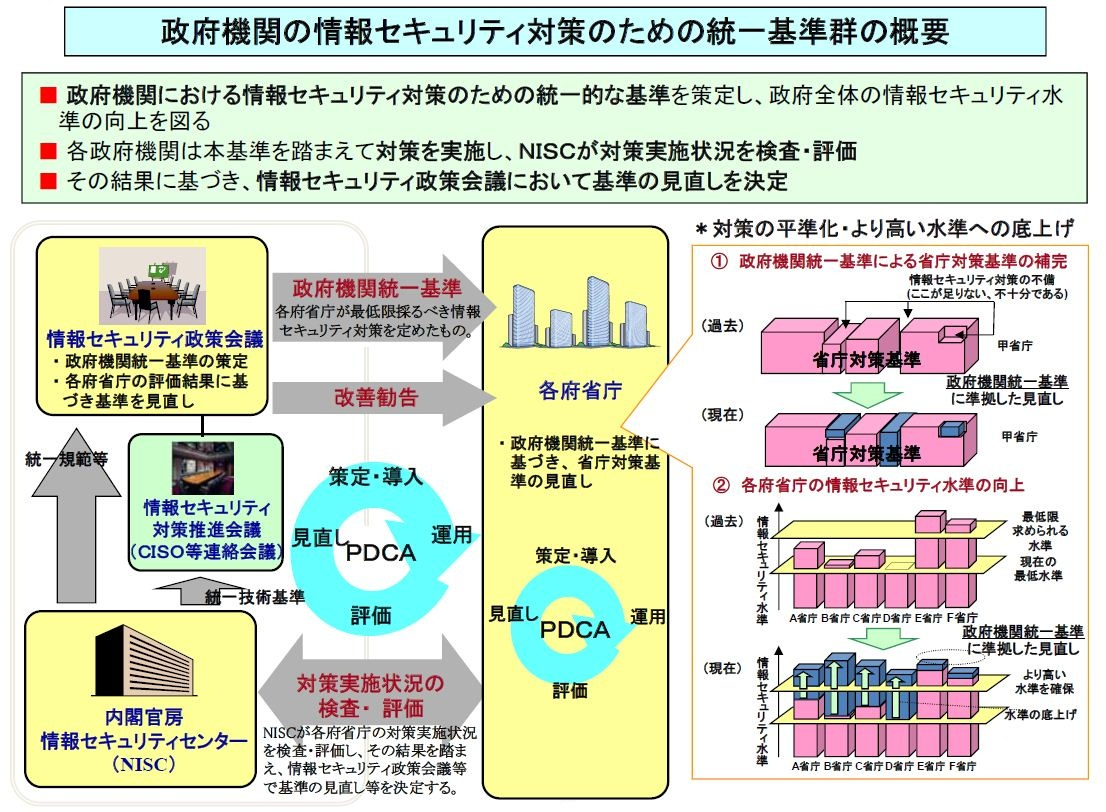 政府機関の情報セキュリティ対策のための統一基準群の概要
■ 政府機関における情報セキュリティ対策のための統一的な基準を策定し、政府全体の情報セキュリティ水
準の向上を図る
■ 各政府機関は本基準を踏まえて対策を実施し、NISCが対策実施状況を検査・評価
■ その結果に基づき、情報セキュリティ政策会議において基準の見直しを決定
情報セキュリティ政策会議
・政府機関統一基準の策定
・各府省庁の評価結果に基
づき基準を見直し
統一規範等
情報セキュリティ
対策推進会議
(CISO等連絡会議)
統一技術基準
内閣官房
情報セキュリティセンター
(NISC)
政府機関統一基準
各府省庁が最低限採るべき情報
セキュリティ対策を定めたもの。
改善勧告
策定・導入
見直し
PDCA
運用
評価
対策実施状況の
検査・ 評価
NISCが各府省庁の対策実施状況
を検査・評価し、その結果を踏ま
え、情報セキュリティ政策会議等
で基準の見直し等を決定する。
各府省庁
・政府機関統一基準に
基づき、省庁対策基
準の見直し
策定・導入
見直し
PDCA
運用
評価
＊対策の平準化・より高い水準への底上げ
① 政府機関統一基準による省庁対策基準の補完
情報セキュリティ対策の不備
(ここが足りない、不十分である)
(過去)
省庁対策基準
甲省庁
政府機関統一基準
に準拠した見直し
(現在)
省庁対策基準
甲省庁
② 各府省庁の情報セキュリティ水準の向上
(過去)
情報セキュリティ水準
最低限
求められる
水準
現在の
最低水準
A省庁 B省庁 C省庁 D省庁 E省庁 F省庁
政府機関統一基準
に準拠した見直し
(現在)
情報セキュリティ水準
より高い
水準を確保
水準の底上げ
A省庁 B省庁 C省庁 D省庁 E省庁 F省庁